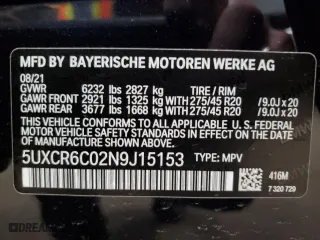 MFD BY BAYERISCHE MOTOREN WERKE AG
08/21
GVWR 6232 lbs 2827 kg TIRE / RIM
GAWR FRONT 2921 lbs 1325 kg ** 275/45 R20 /9.0J x 20
GAWR REAR 3677 lbs 1668 kg ** 275/45 R20 /9.0J x 20
THIS VEHICLE CONFORMS TO ALL APPLICABLE U.S. FEDERAL
MOTOR VEHICLE SAFETY STANDARDS IN EFFECT ON THE
DATE OF MANUFACTURE SHOWN ABOVE.
5UXCR6C02N9J15153 TYPE: MPV 416M
7 320 729